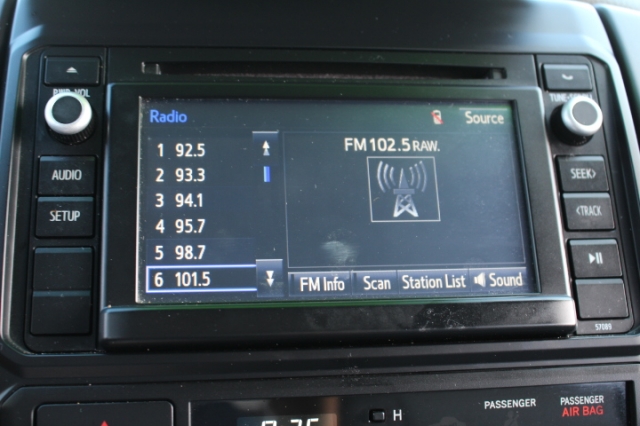 PWR·VOL
TUNE
Radio
Source
FM 102.5 RAW.
1 92.5
2 93.3
3 94.1
4 95.7
5 98.7
6 101.5
FM Info
Scan
Station List
Sound
AUDIO
SETUP
SEEK>
<TRACK
57089
H
PASSENGER
PASSENGER
AIR BAG